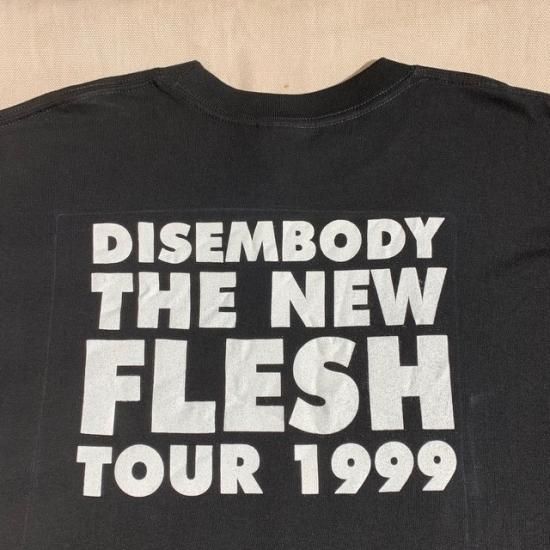 DISEMBODY
THE NEW
FLESH
TOUR 1999